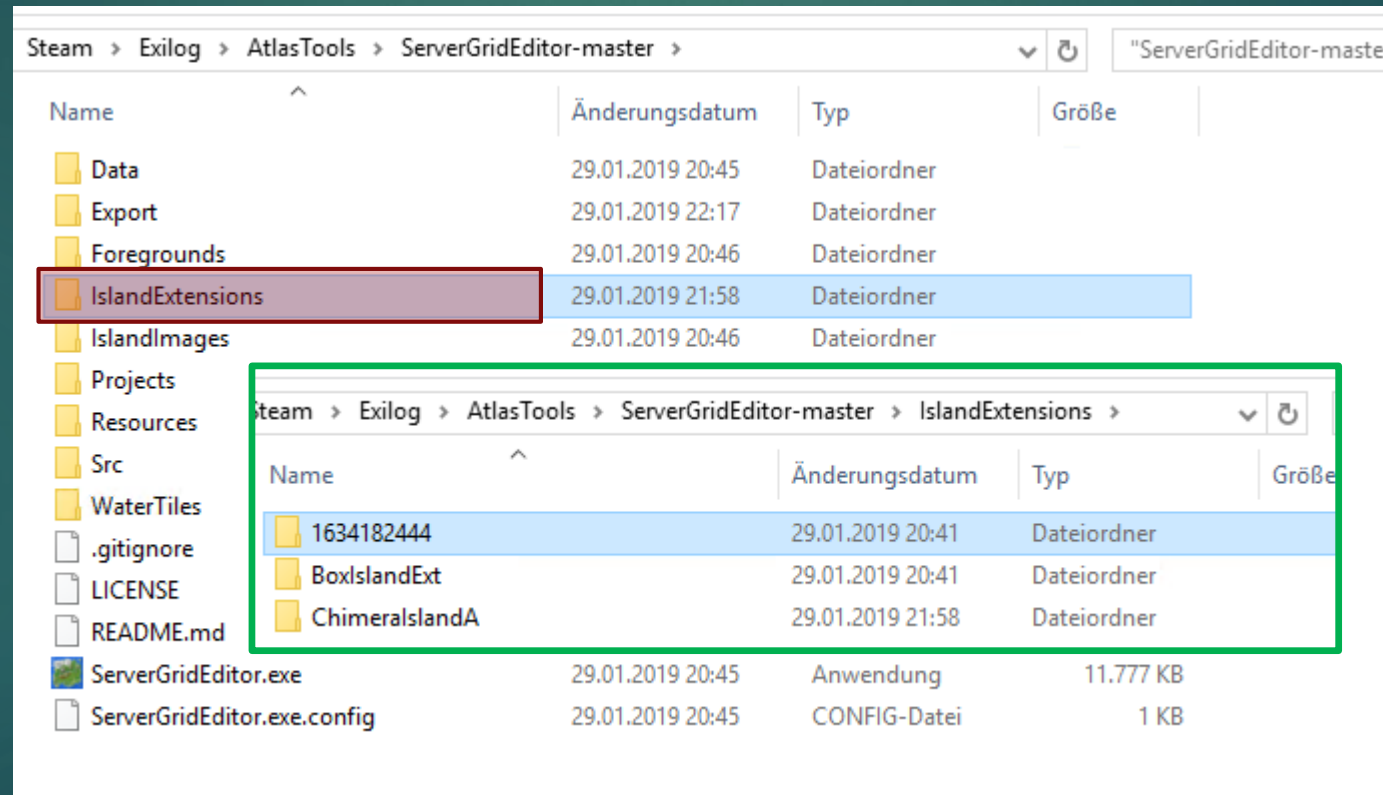 Steam > Exilog > AtlasTools > ServerGridEditor-master >
"ServerGridEditor-maste
Name Änderungsdatum Typ Größe
Data 29.01.2019 20:45 Dateiordner
Export 29.01.2019 22:17 Dateiordner
Foregrounds 29.01.2019 20:46 Dateiordner
IslandExtensions 29.01.2019 21:58 Dateiordner
IslandImages 29.01.2019 20:46 Dateiordner
Projects
Resources
Src
WaterTiles
.gitignore
LICENSE
README.md
Steam > Exilog > AtlasTools > ServerGridEditor-master > IslandExtensions >
Name Änderungsdatum Typ Größe
1634182444 29.01.2019 20:41 Dateiordner
BoxIslandExt 29.01.2019 20:41 Dateiordner
ChimeraIslandA 29.01.2019 21:58 Dateiordner
ServerGridEditor.exe 29.01.2019 20:45 Anwendung 11.777 KB
ServerGridEditor.exe.config 29.01.2019 20:45 CONFIG-Datei 1 KB